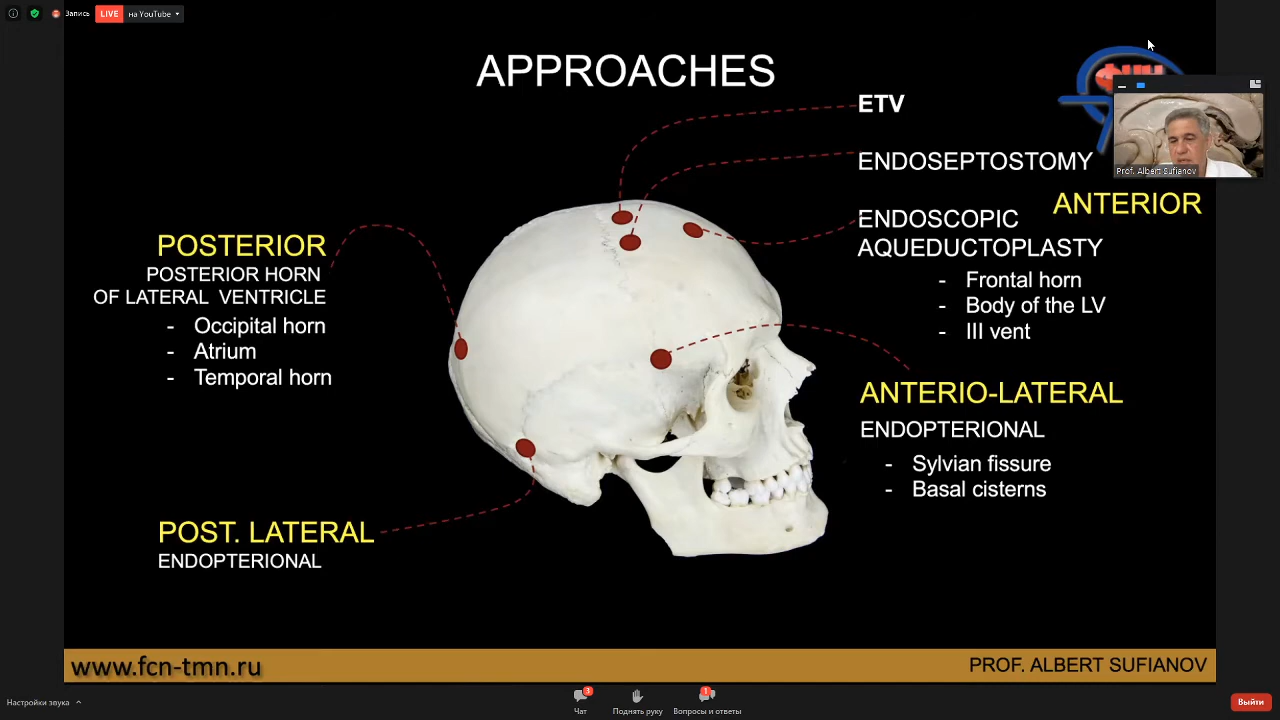 Запись
LIVE
на YouTube
APPROACHES
ETV
ENDOSEPTOSTOMY
Prof. Albert Sufianov
ANTERIOR
ENDOSCOPIC
AQUEDUCTOPLASTY
- Frontal horn
- Body of the LV
- III vent
POSTERIOR
POSTERIOR HORN
OF LATERAL VENTRICLE
- Occipital horn
- Atrium
- Temporal horn
ANTERIO-LATERAL
ENDOPTERIONAL
- Sylvian fissure
- Basal cisterns
POST. LATERAL
ENDOPTERIONAL
www.fcn-tmn.ru
PROF. ALBERT SUFIANOV
Настройки звука
3
Чат
Поднять руку
1
Вопросы и ответы
Выйти